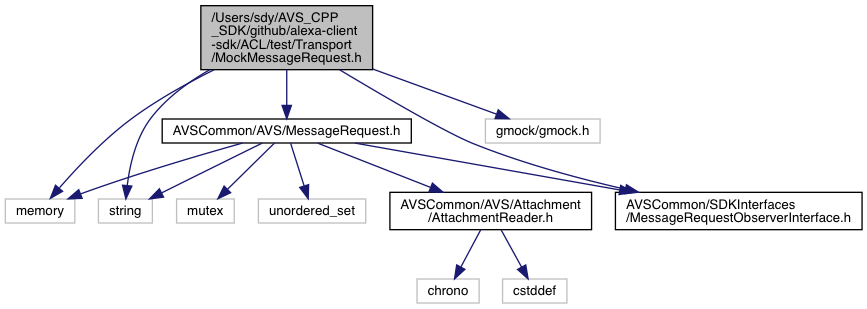 /Users/sdy/AVS_CPP
_SDK/github/alexa-client
-sdk/ACL/test/Transport
/MockMessageRequest.h
AVSCommon/AVS/MessageRequest.h
gmock/gmock.h
memory
string
mutex
unordered_set
AVSCommon/AVS/Attachment
/AttachmentReader.h
AVSCommon/SDKInterfaces
/MessageRequestObserverInterface.h
chrono
cstddef